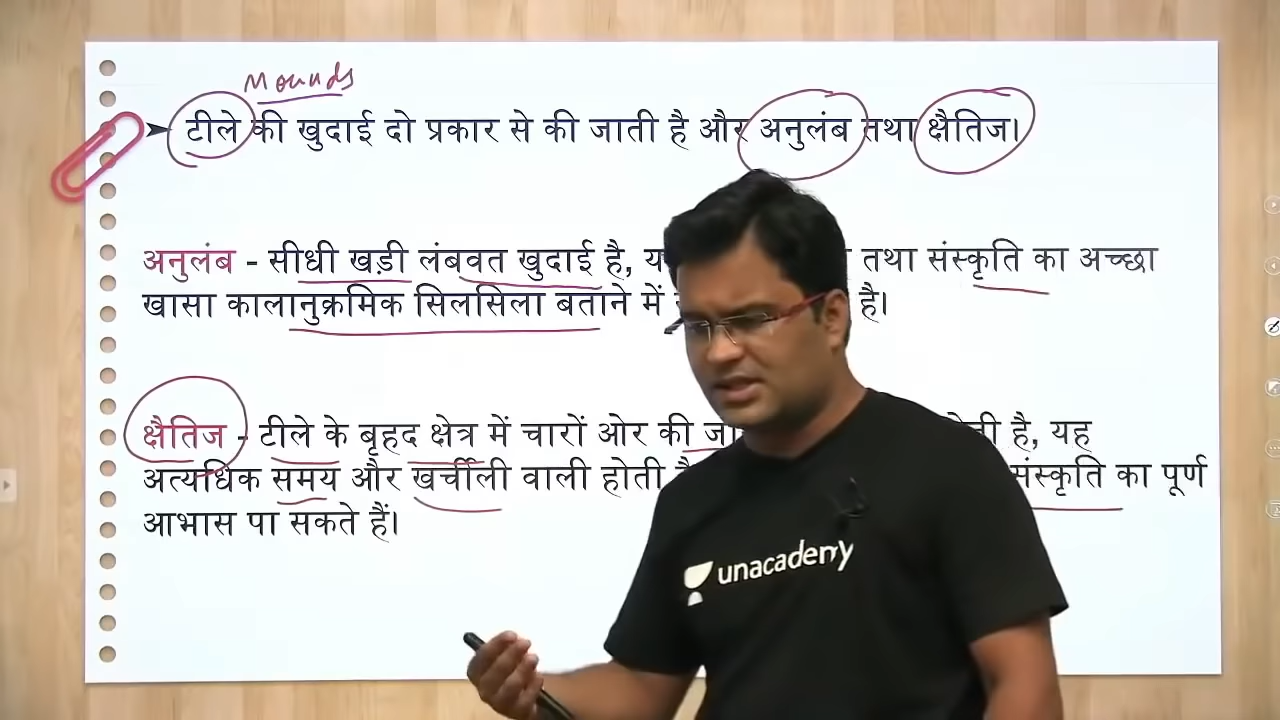 Mounds
➤ टीले की खुदाई दो प्रकार से की जाती है और अनुलंब तथा क्षैतिज।
अनुलंब - सीधी खड़ी लंबवत खुदाई है, तथा संस्कृति का अच्छा
खासा कालानुक्रमिक सिलसिला बताने में है।
क्षैतिज - टीले के बृहद क्षेत्र में चारों ओर की है, यह
अत्यधिक समय और खर्चीली वाली होती संस्कृति का पूर्ण
आभास पा सकते हैं।
unacademy